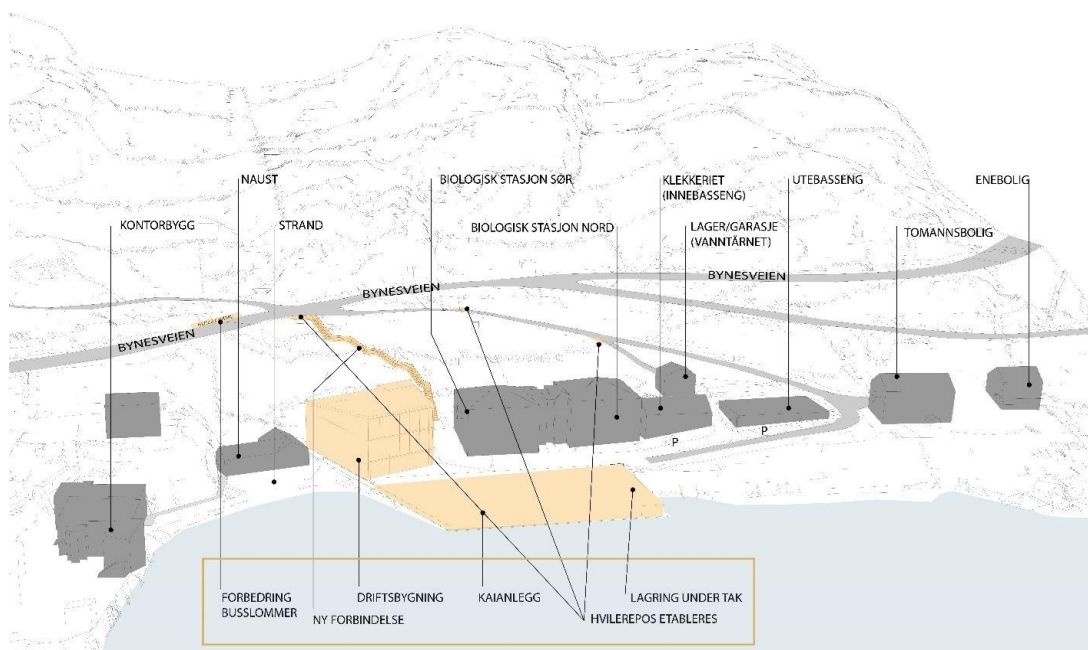 NAUST
BIOLOGISK STASJON SØR
KLEKKERIET
(INNEBASSENG)
UTEBASSENG
ENEBOLIG
KONTORBYGG
STRAND
BIOLOGISK STASJON NORD
LAGER/GARASJE
(VANNTÅRNET)
TOMANNSBOLIG
BYNESVEIEN
BYNESVEIEN
BYNESVEIEN
P
P
FORBEDRING
BUSSLOMMER
NY FORBINDELSE
DRIFTSBYGNING
KAIANLEGG
HVILEREPOS ETABLERES
LAGRING UNDER TAK